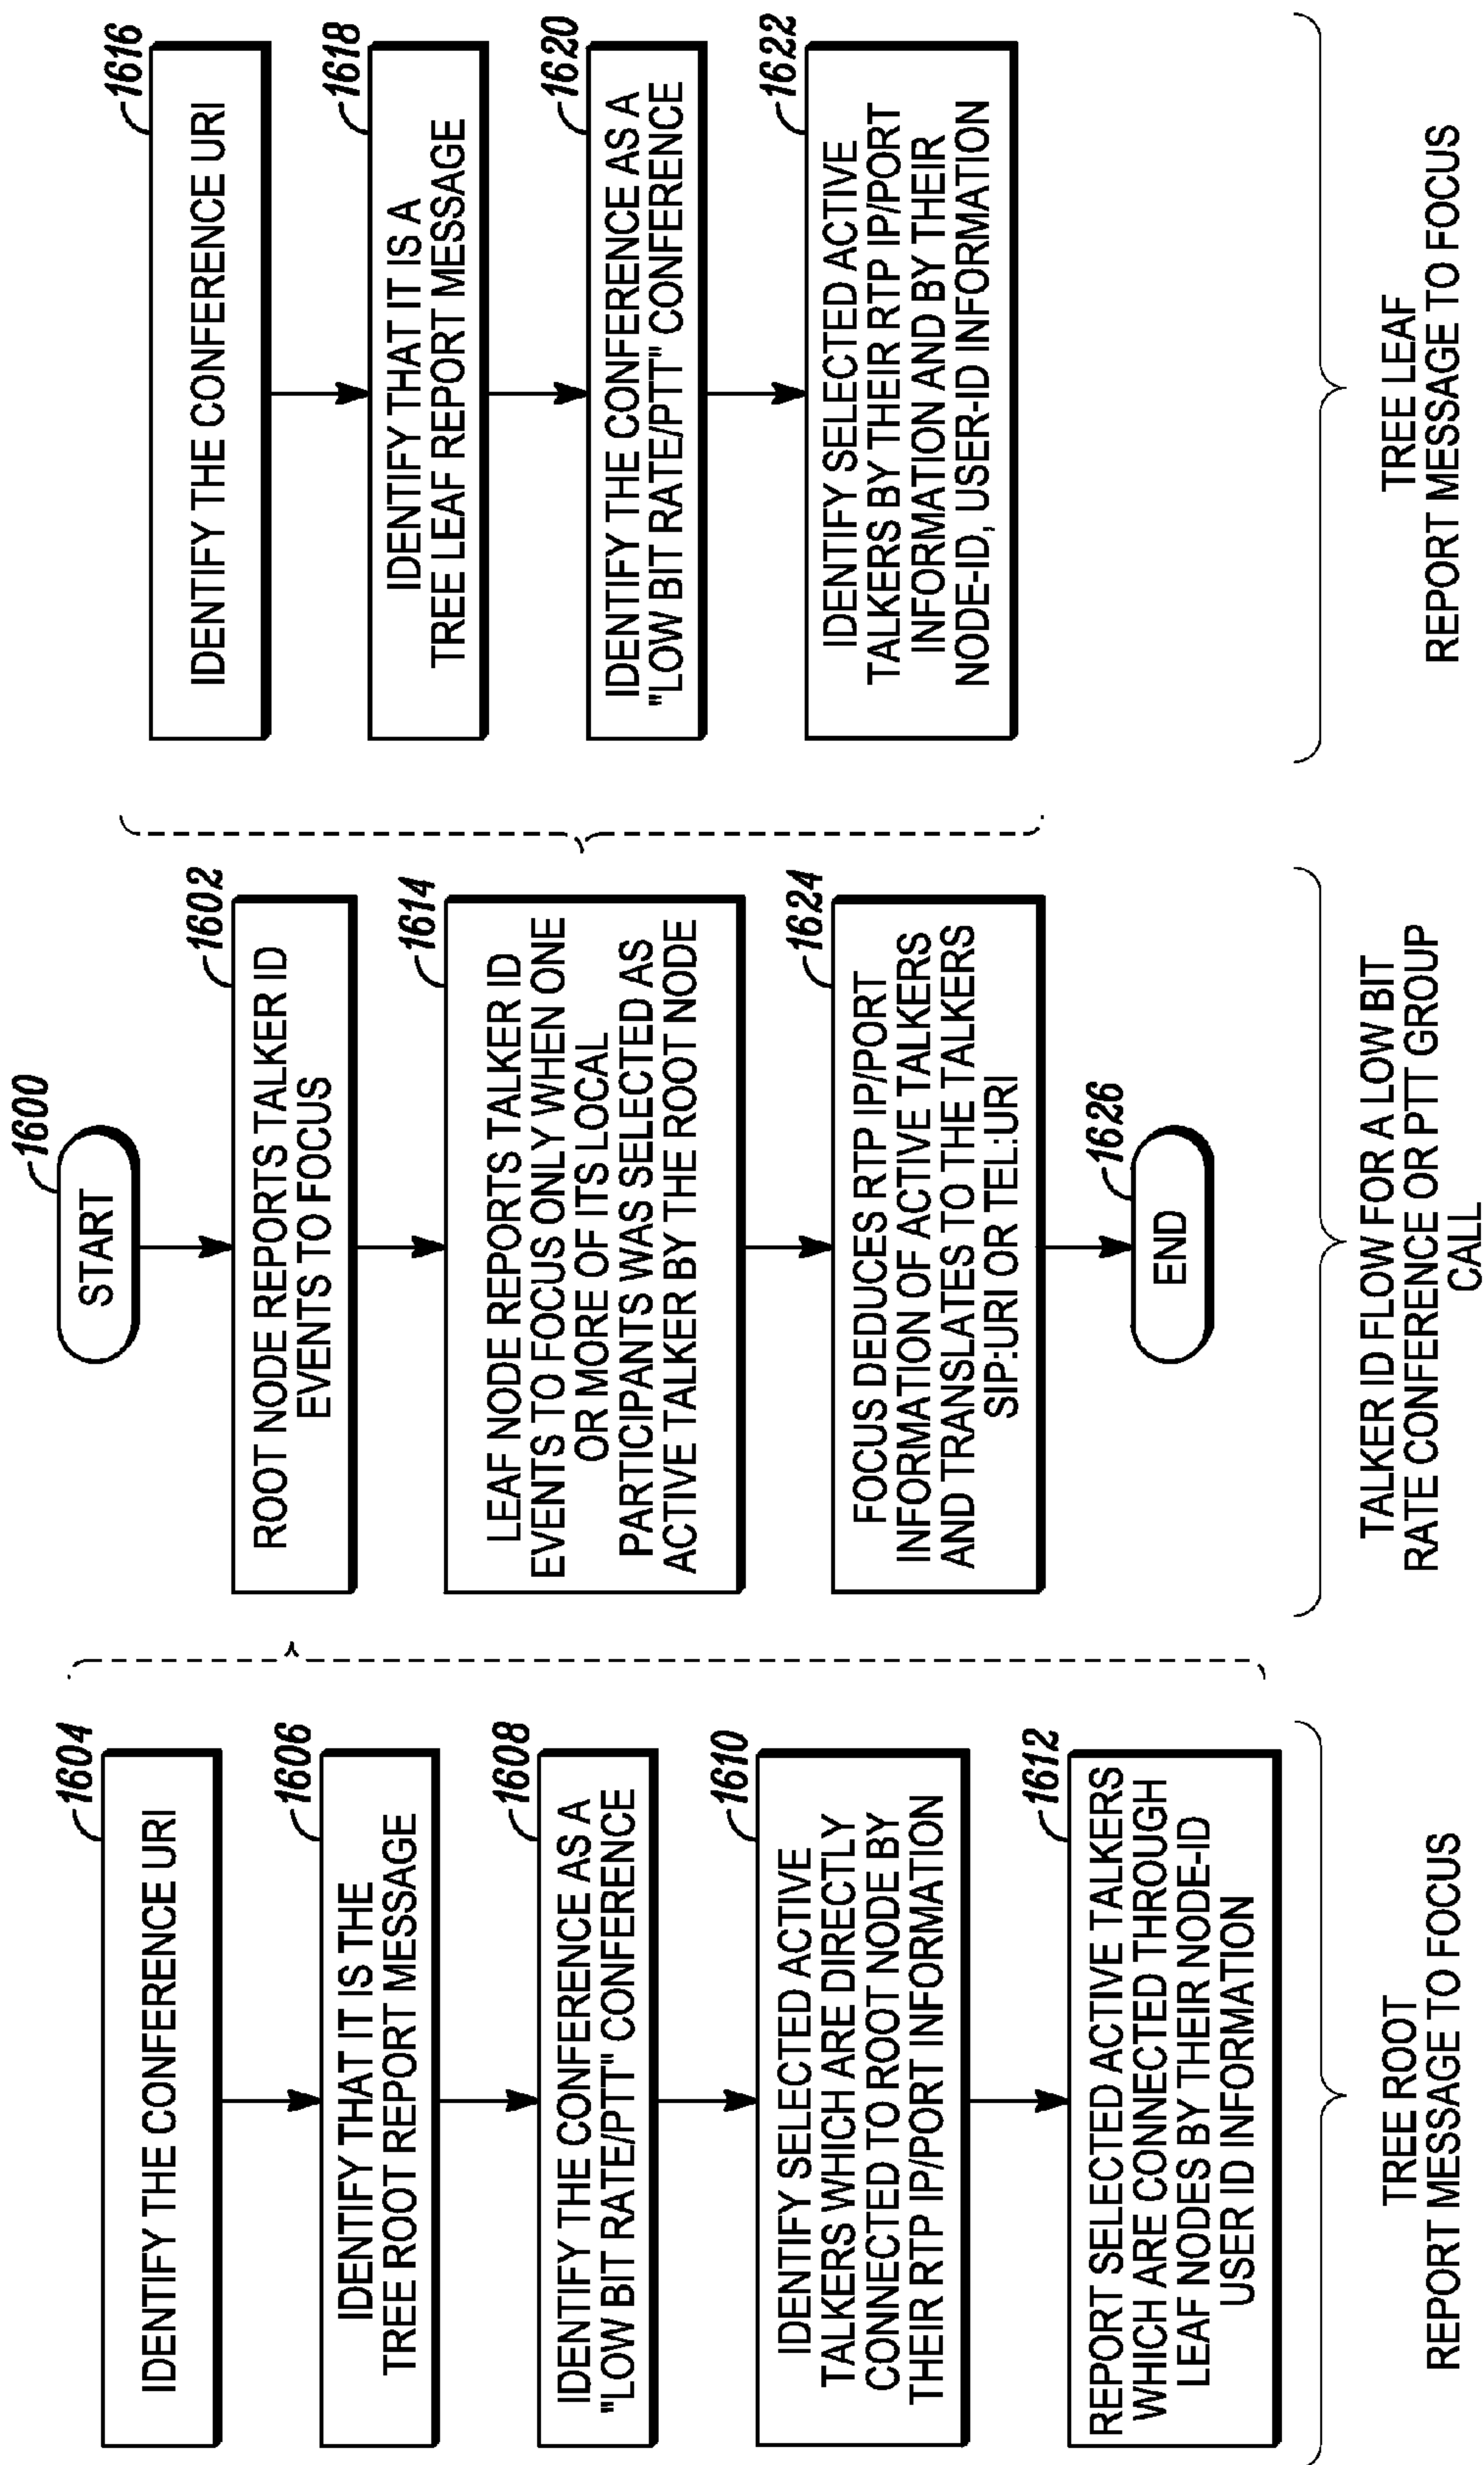 1604
IDENTIFY THE CONFERENCE URI
1606
IDENTIFY THAT IT IS THE
TREE ROOT REPORT MESSAGE
1608
IDENTIFY THE CONFERENCE AS A
"LOW BIT RATE/PTT" CONFERENCE
1610
IDENTIFY SELECTED ACTIVE
TALKERS WHICH ARE DIRECTLY
CONNECTED TO ROOT NODE BY
THEIR RTP IP/PORT INFORMATION
1612
REPORT SELECTED ACTIVE TALKERS
WHICH ARE CONNECTED THROUGH
LEAF NODES BY THEIR NODE-ID
USER ID INFORMATION
TREE ROOT
REPORT MESSAGE TO FOCUS
1600
START
1602
ROOT NODE REPORTS TALKER ID
EVENTS TO FOCUS
1614
LEAF NODE REPORTS TALKER ID
EVENTS TO FOCUS ONLY WHEN ONE
OR MORE OF ITS LOCAL
PARTICIPANTS WAS SELECTED AS
ACTIVE TALKER BY THE ROOT NODE
1624
FOCUS DEDUCES RTP IP/PORT
INFORMATION OF ACTIVE TALKERS
AND TRANSLATES TO THE TALKERS
SIP:URI OR TEL:URI
1626
END
TALKER ID FLOW FOR A LOW BIT
RATE CONFERENCE OR PTT GROUP
CALL
1616
IDENTIFY THE CONFERENCE URI
1618
IDENTIFY THAT IT IS A
TREE LEAF REPORT MESSAGE
1620
IDENTIFY THE CONFERENCE AS A
"LOW BIT RATE/PTT" CONFERENCE
1622
IDENTIFY SELECTED ACTIVE
TALKERS BY THEIR RTP IP/PORT
INFORMATION AND BY THEIR
NODE-ID, USER-ID INFORMATION
TREE LEAF
REPORT MESSAGE TO FOCUS